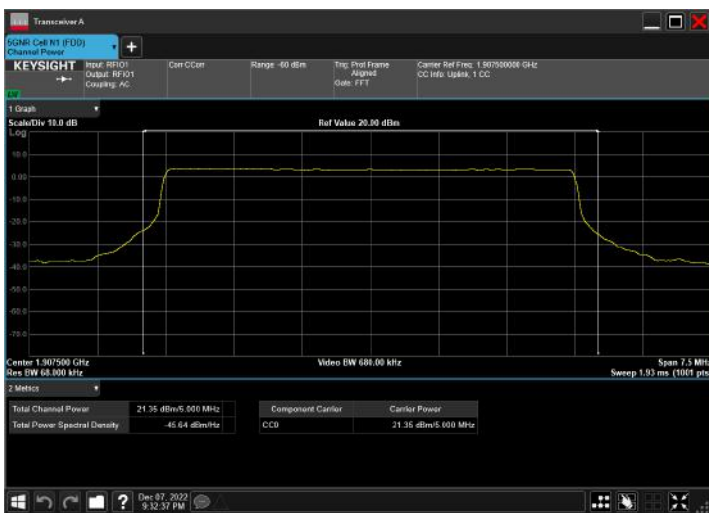 Transceiver A
5GNR Cell N1 (FDD)
Channel Power
+
KEYSIGHT Input: RFIO1 Corr CCorr Range: -60 dBm Trig: Prot Frame Carrier Ref Freq: 1.907500000 GHz
Output: RFIO1 Aligned CC Info: Uplink, 1 CC
Coupling: AC Gate: FFT
1 Graph
Scale/Div 10.0 dB Ref Value 20.00 dBm
Log
10.0
0.00
-10.0
-20.0
-30.0
-40.0
-50.0
-60.0
-70.0
Center 1.907500 GHz Video BW 680.00 kHz Span 7.5 MHz
Res BW 68.000 kHz Sweep 1.93 ms (1001 pts
2 Metrics
Total Channel Power 21.35 dBm/5.000 MHz Component Carrier Carrier Power
Total Power Spectral Density -45.64 dBm/Hz CC0 21.35 dBm/5.000 MHz
? Dec 07, 2022
9:32:37 PM